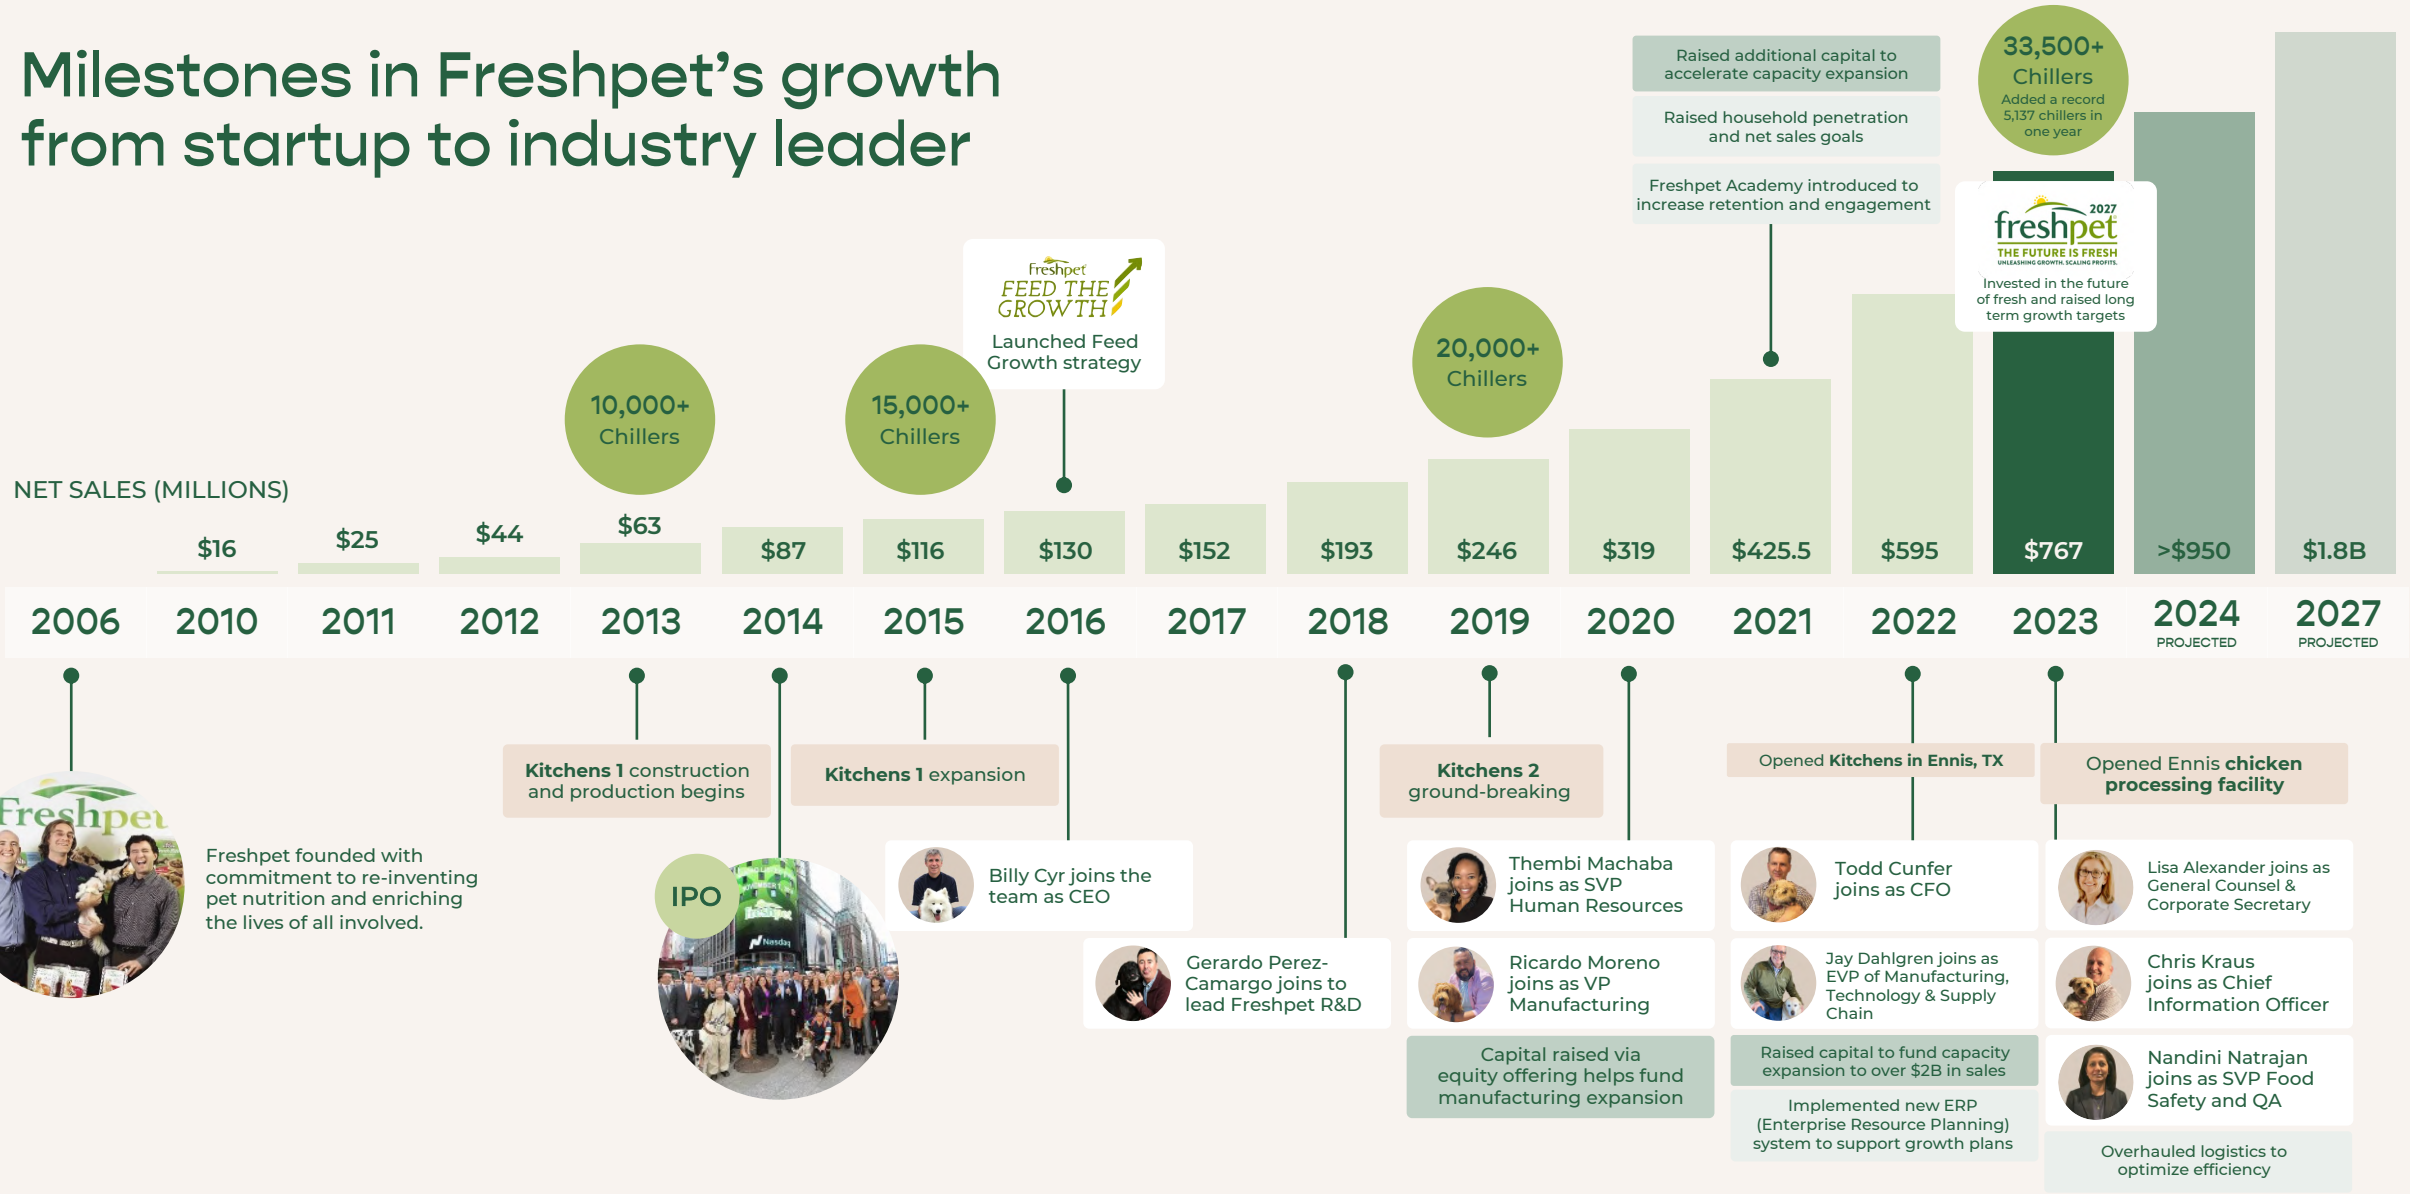 Milestones in Freshpet’s growth
from startup to industry leader
Raised additional capital to
accelerate capacity expansion
Raised household penetration
and net sales goals
Freshpet Academy introduced to
increase retention and engagement
33,500+
Chillers
Added a record
5,137 chillers in
one year
2027
freshpet
THE FUTURE IS FRESH
UNLEASHING GROWTH. SCALING PROFITS.
Invested in the future
of fresh and raised long
term growth targets
Freshpet
FEED THE
GROWTH
Launched Feed
Growth strategy
10,000+
Chillers
15,000+
Chillers
20,000+
Chillers
NET SALES (MILLIONS)
$16
$25
$44
$63
$87
$116
$130
$152
$193
$246
$319
$425.5
$595
$767
>$950
$1.8B
2006
2010
2011
2012
2013
2014
2015
2016
2017
2018
2019
2020
2021
2022
2023
2024
PROJECTED
2027
PROJECTED
Freshpet
Freshpet founded with
commitment to re-inventing
pet nutrition and enriching
the lives of all involved.
Kitchens 1 construction
and production begins
IPO
freshpet
Nasdaq
Kitchens 1 expansion
Billy Cyr joins the
team as CEO
Gerardo Perez-
Camargo joins to
lead Freshpet R&D
Kitchens 2
ground-breaking
Thembi Machaba
joins as SVP
Human Resources
Ricardo Moreno
joins as VP
Manufacturing
Capital raised via
equity offering helps fund
manufacturing expansion
Opened Kitchens in Ennis, TX
Todd Cunfer
joins as CFO
Jay Dahlgren joins as
EVP of Manufacturing,
Technology & Supply
Chain
Raised capital to fund capacity
expansion to over $2B in sales
Implemented new ERP
(Enterprise Resource Planning)
system to support growth plans
Opened Ennis chicken
processing facility
Lisa Alexander joins as
General Counsel &
Corporate Secretary
Chris Kraus
joins as Chief
Information Officer
Nandini Natrajan
joins as SVP Food
Safety and QA
Overhauled logistics to
optimize efficiency